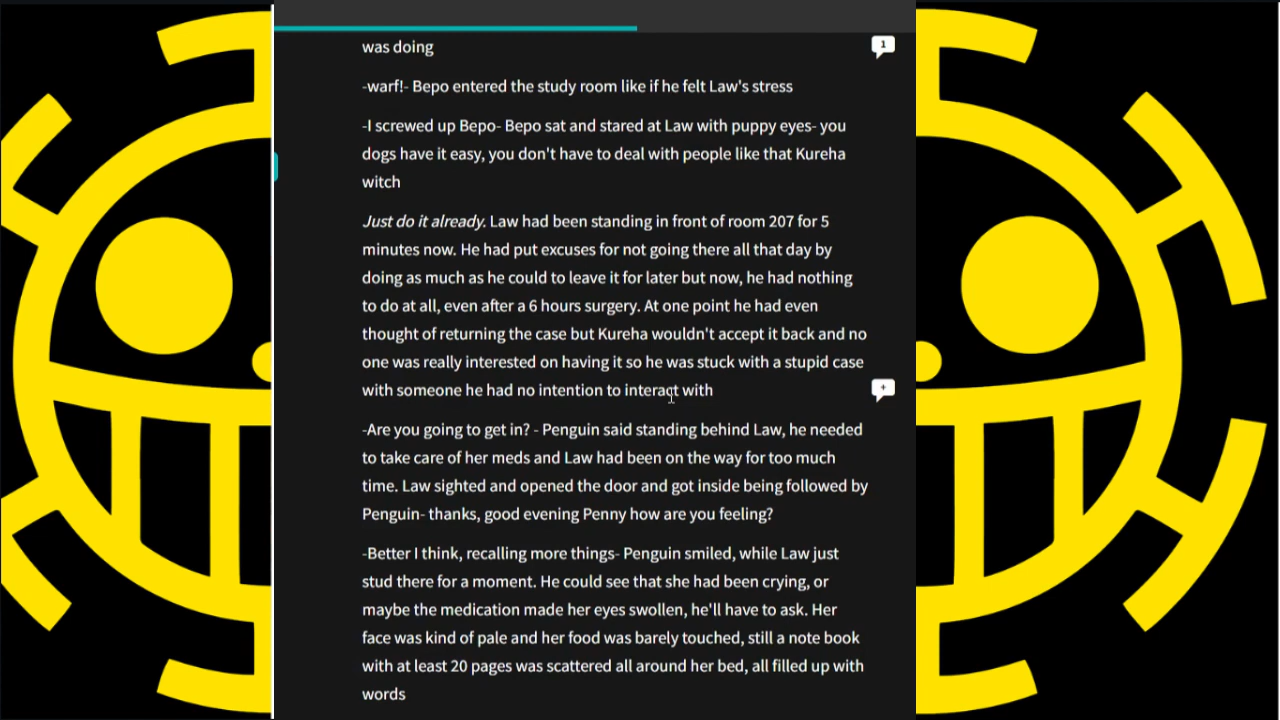 was doing
1
-warf!- Bepo entered the study room like if he felt Law's stress
-I screwed up Bepo- Bepo sat and stared at Law with puppy eyes- you
dogs have it easy, you don't have to deal with people like that Kureha
witch
Just do it already. Law had been standing in front of room 207 for 5
minutes now. He had put excuses for not going there all that day by
doing as much as he could to leave it for later but now, he had nothing
to do at all, even after a 6 hours surgery. At one point he had even
thought of returning the case but Kureha wouldn't accept it back and no
one was really interested on having it so he was stuck with a stupid case
with someone he had no intention to interact with
+
-Are you going to get in? - Penguin said standing behind Law, he needed
to take care of her meds and Law had been on the way for too much
time. Law sighted and opened the door and got inside being followed by
Penguin- thanks, good evening Penny how are you feeling?
-Better I think, recalling more things- Penguin smiled, while Law just
stud there for a moment. He could see that she had been crying, or
maybe the medication made her eyes swollen, he'll have to ask. Her
face was kind of pale and her food was barely touched, still a note book
with at least 20 pages was scattered all around her bed, all filled up with
words